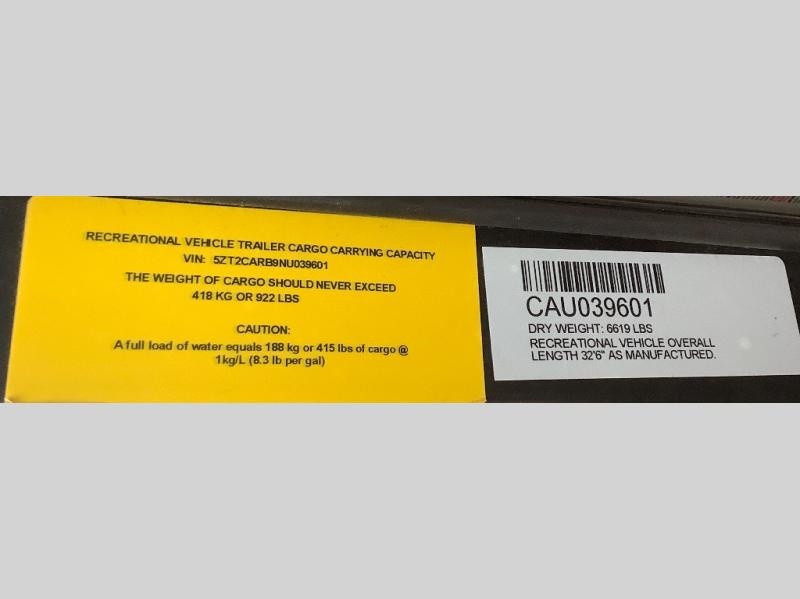 RECREATIONAL VEHICLE TRAILER CARGO CARRYING CAPACITY
VIN: 5ZT2CARB9NU039601
THE WEIGHT OF CARGO SHOULD NEVER EXCEED
418 KG OR 922 LBS
CAUTION:
A full load of water equals 188 kg or 415 lbs of cargo @
1kg/L (8.3 lb per gal)
CAU039601
DRY WEIGHT: 6619 LBS
RECREATIONAL VEHICLE OVERALL
LENGTH 32'6" AS MANUFACTURED.